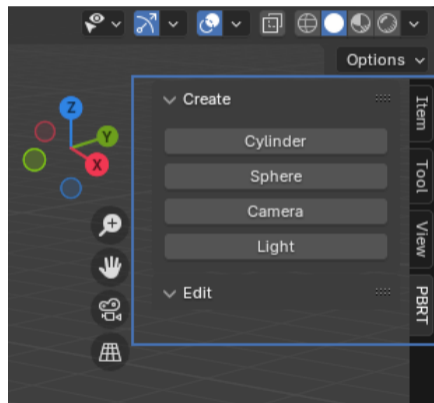 Options
Create
Cylinder
Sphere
Camera
Light
Edit
Item
Tool
View
PBRT
Z
Y
X